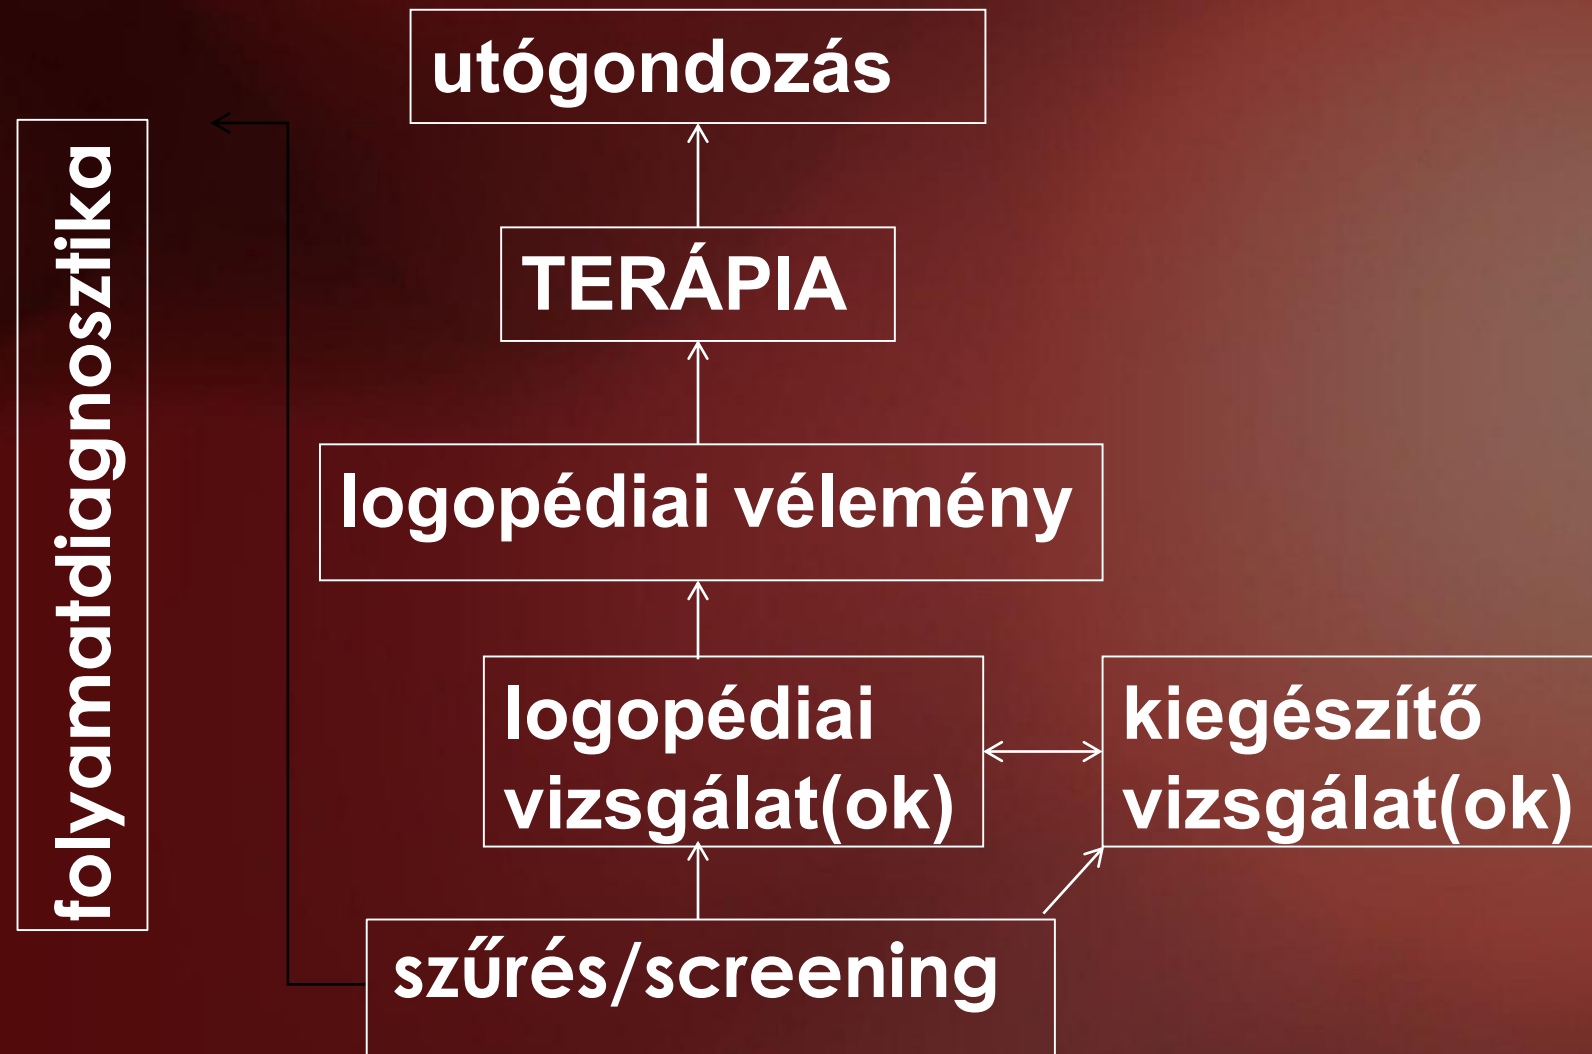 utógondozás
folyamatdiagnosztika
TERÁPIA
logopédiai vélemény
logopédiai
vizsgálat(ok)
kiegészítő
vizsgálat(ok)
szűrés/screening